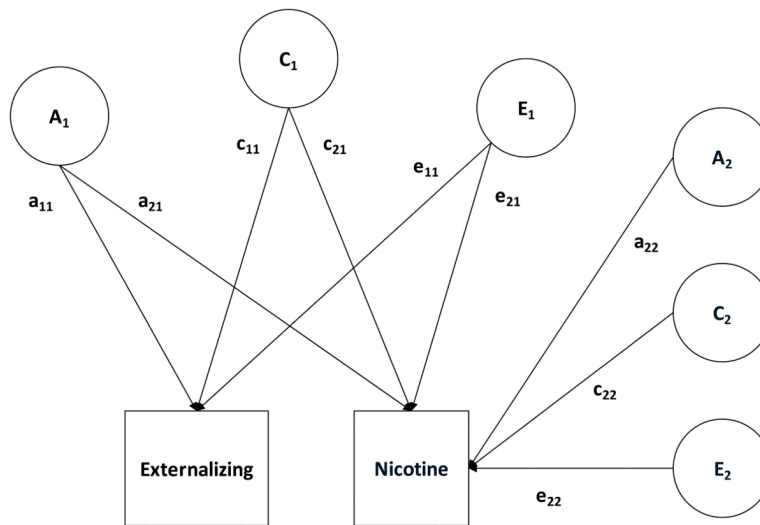 C₁
A₁
E₁
c₁₁
c₂₁
A₂
e₁₁
a₁₁
a₂₁
e₂₁
a₂₂
C₂
c₂₂
Externalizing
Nicotine
E₂
e₂₂